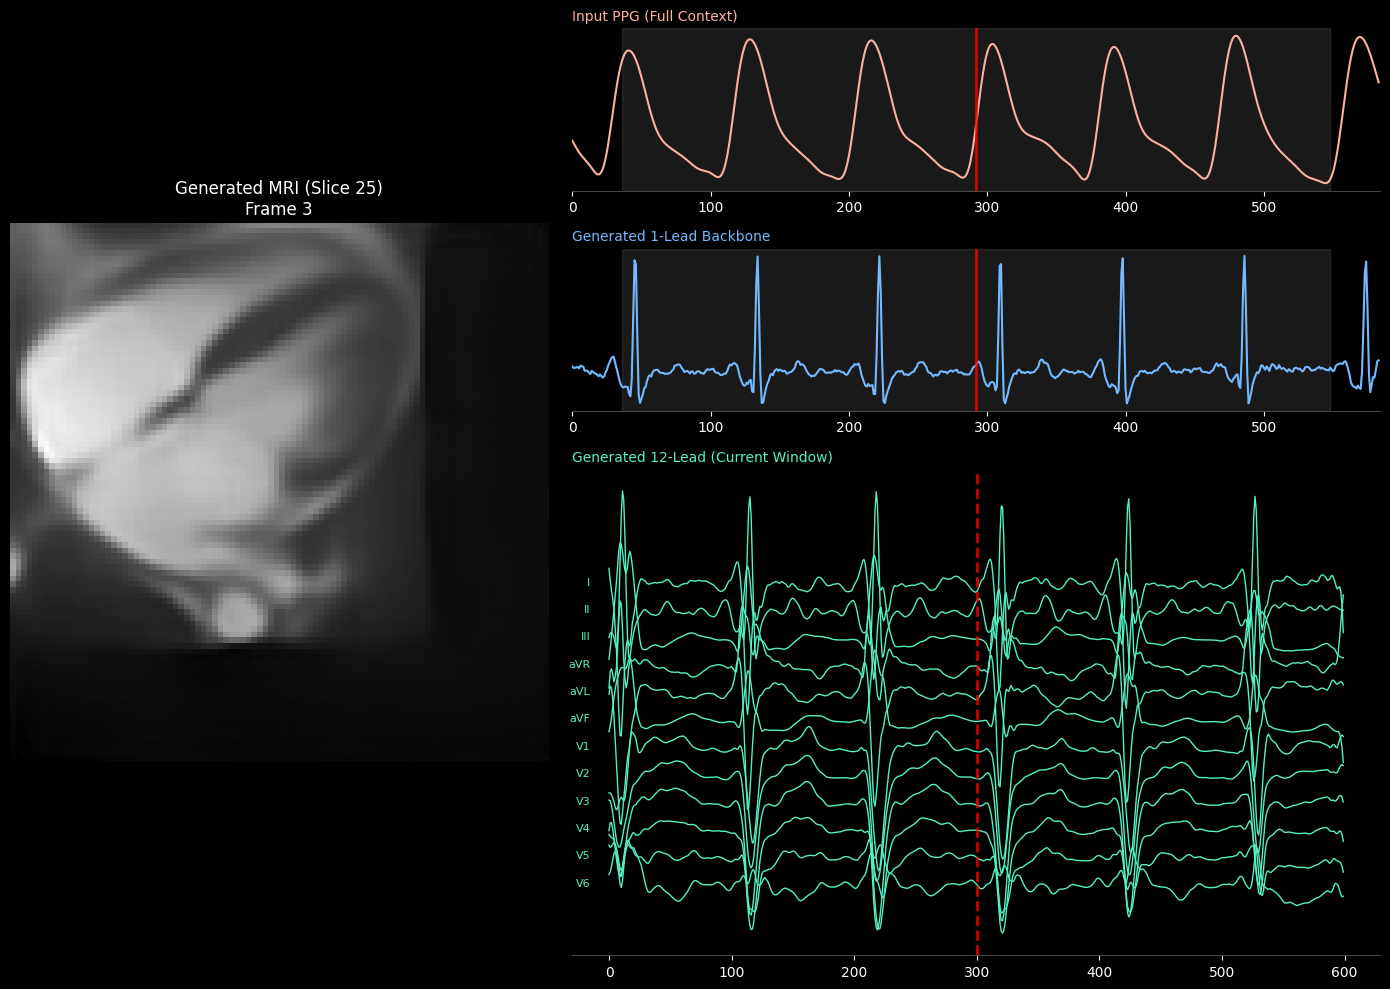 Generated MRI (Slice 25)
Frame 3
Input PPG (Full Context)
0 100 200 300 400 500
Generated 1-Lead Backbone
0 100 200 300 400 500
Generated 12-Lead (Current Window)
I
II
III
aVR
aVL
aVF
V1
V2
V3
V4
V5
V6
0 100 200 300 400 500 600